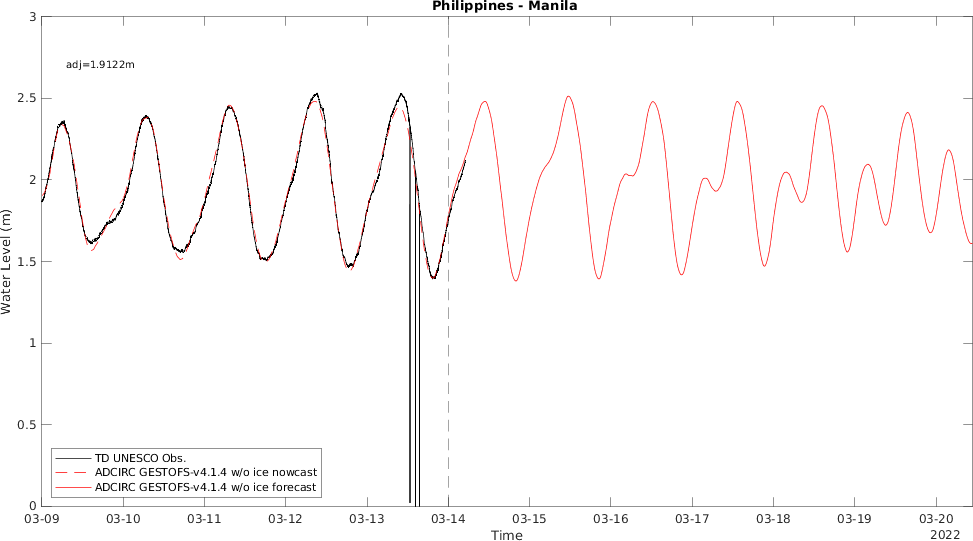 Philippines - Manila
3
adj=1.9122m
2.5
2
1.5
1
0.5
0
Water Level (m)
TD UNESCO Obs.
ADCIRC GESTOFS-v4.1.4 w/o ice nowcast
ADCIRC GESTOFS-v4.1.4 w/o ice forecast
03-09 03-10 03-11 03-12 03-13 03-14 03-15 03-16 03-17 03-18 03-19 03-20
Time
2022